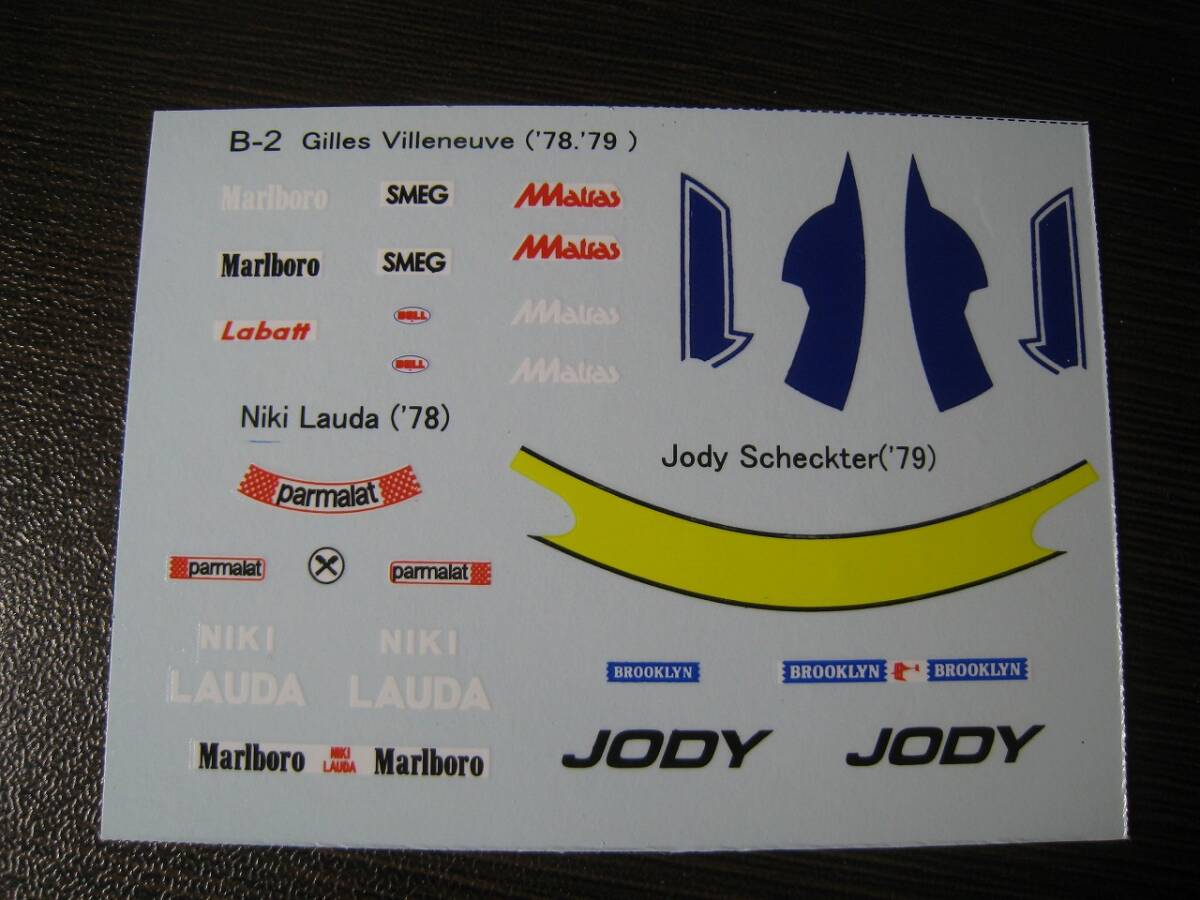 B-2 Gilles Villeneuve ('78.'79 )
Marlboro SMEG Matras
Marlboro SMEG Matras
Labatt BELL Matras
BELL Matras
Niki Lauda ('78)
parmalat
parmalat parmalat
NIKI NIKI
LAUDA LAUDA
Marlboro NIKI LAUDA Marlboro
Jody Scheckter('79)
BROOKLYN BROOKLYN BROOKLYN
JODY JODY